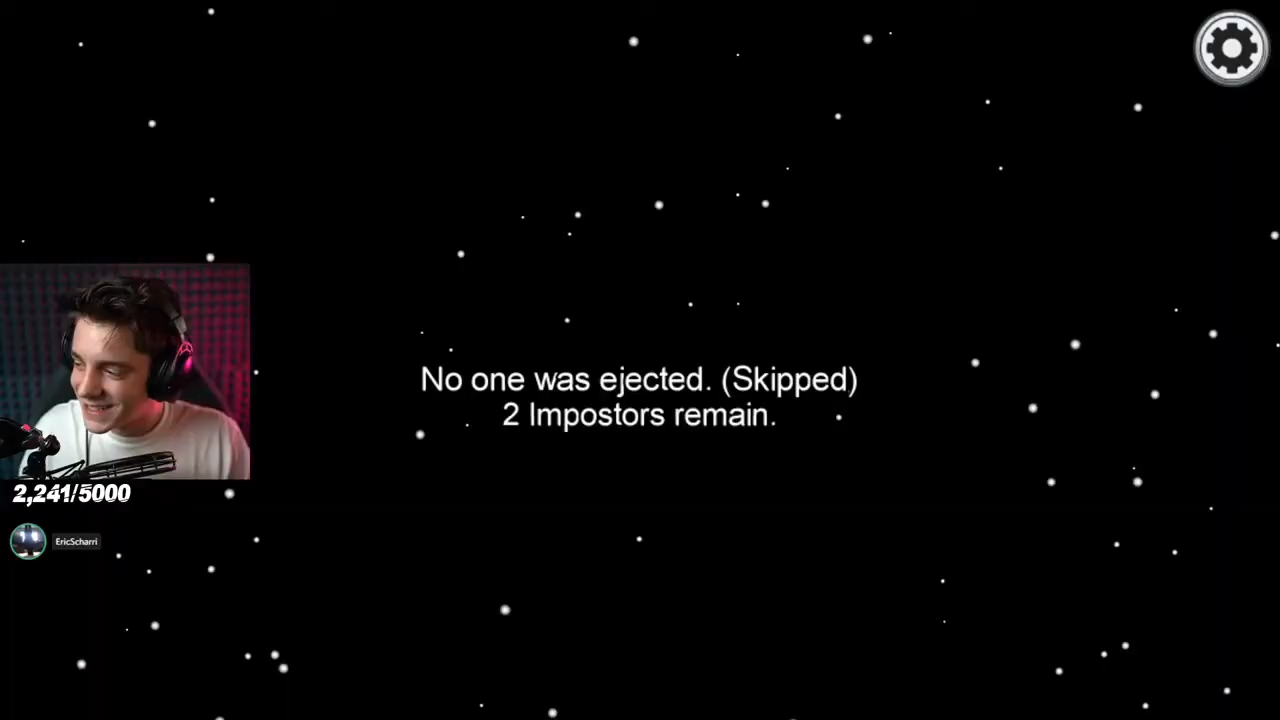 No one was ejected. (Skipped)
2 Impostors remain.
2,241/5000
EricScharri